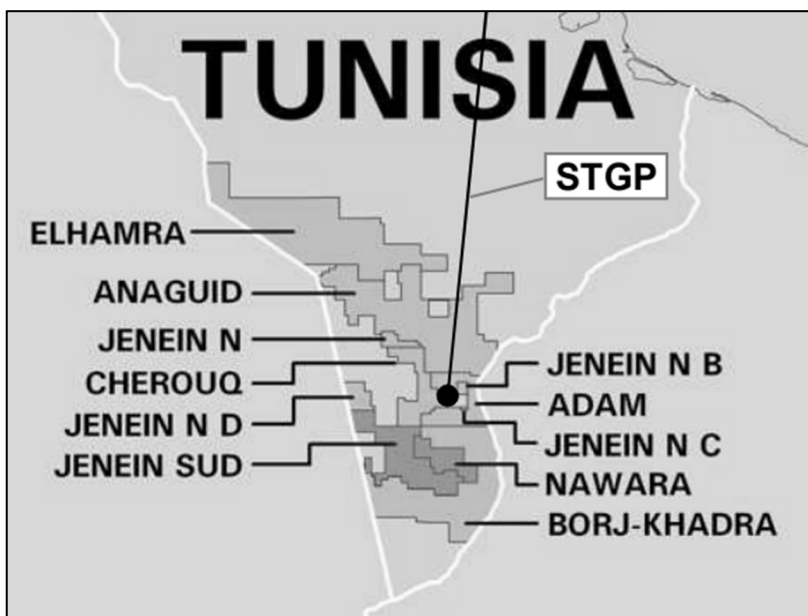 TUNISIA
STGP
ELHAMRA
ANAGUID
JENEIN N
CHEROUQ
JENEIN N D
JENEIN SUD
JENEIN N B
ADAM
JENEIN N C
NAWARA
BORJ-KHADRA